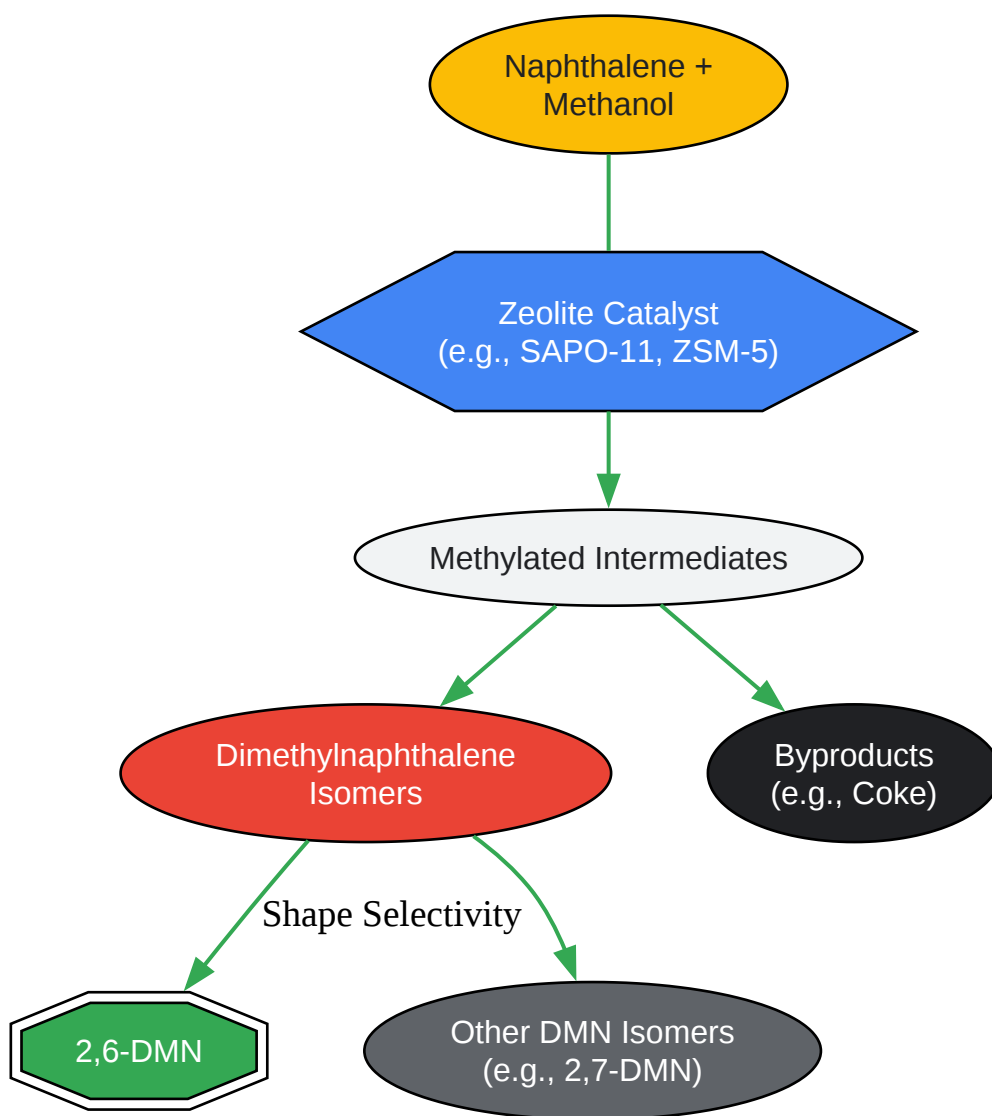 Naphthalene +
Methanol
Zeolite Catalyst
(e.g., SAPO-11, ZSM-5)
Methylated Intermediates
Dimethylnaphthalene
Isomers
Byproducts
(e.g., Coke)
Shape Selectivity
2,6-DMN
Other DMN Isomers
(e.g., 2,7-DMN)